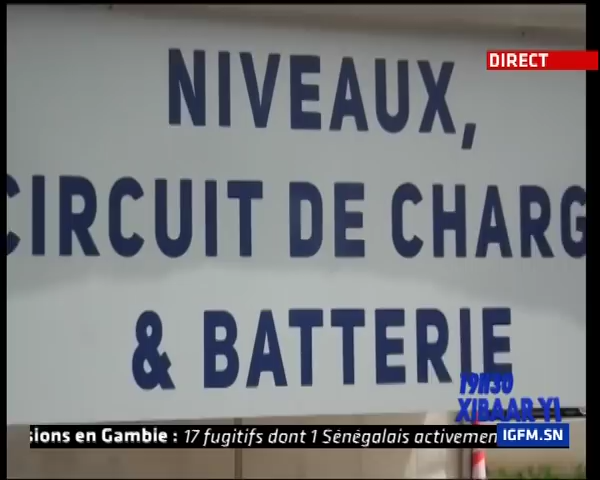 DIRECT
NIVEAUX,
CIRCUIT DE CHARG
& BATTERIE
19H30
XIBAAR YI
sions en Gambie : 17 fugitifs dont 1 Sénégalais activemen
IGFM.SN